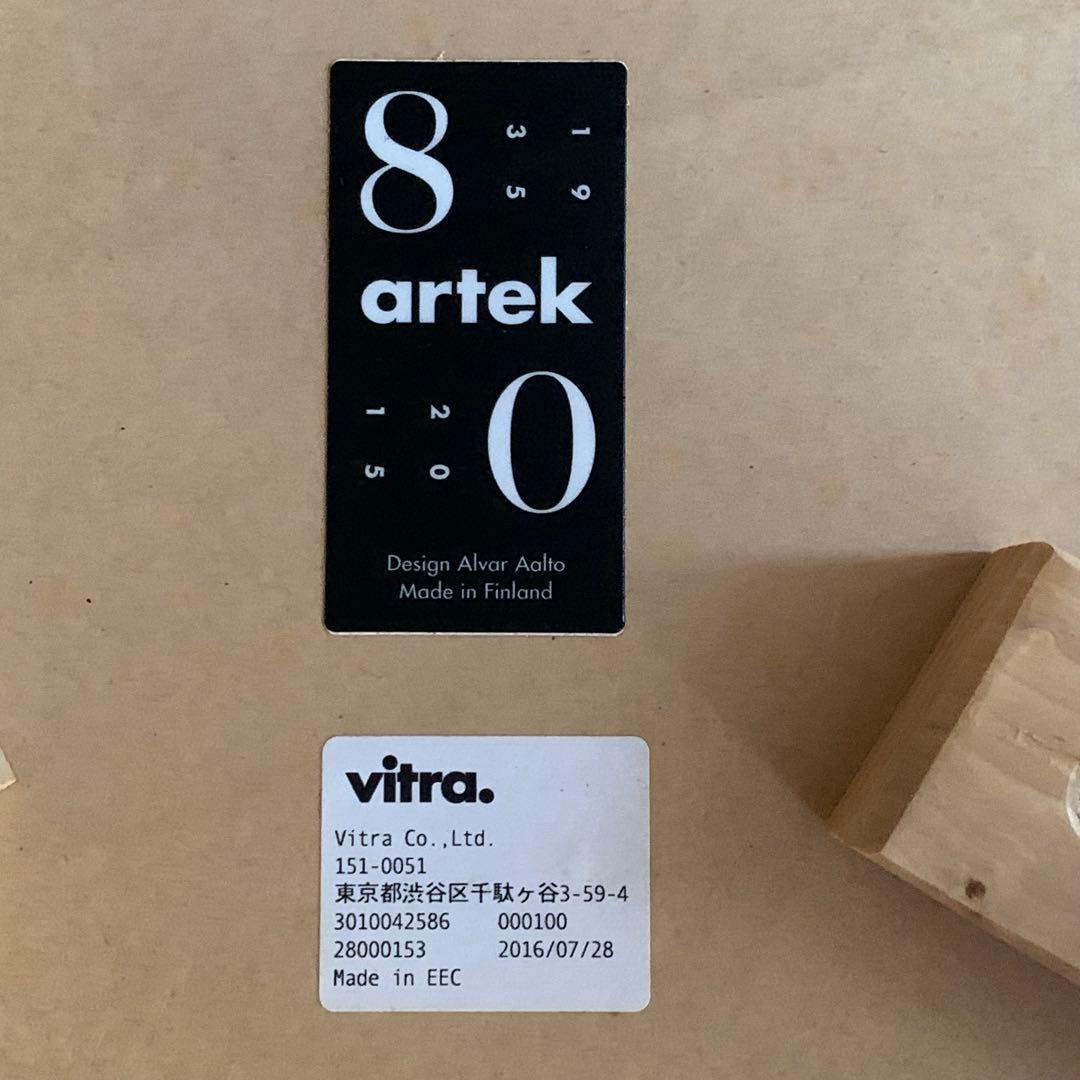 8
3 1
5 9
artek
1 2
5 0
0
Design Alvar Aalto
Made in Finland
vitra.
Vitra Co.,Ltd.
151-0051
東京都渋谷区千駄ヶ谷3-59-4
3010042586 000100
28000153 2016/07/28
Made in EEC